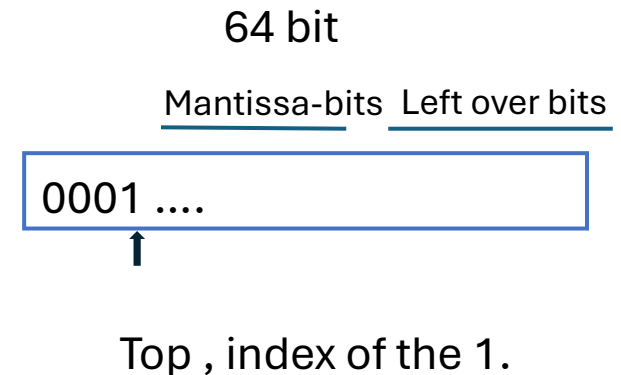 64 bit
Mantissa-bits Left over bits
0001 ....
Top , index of the 1.